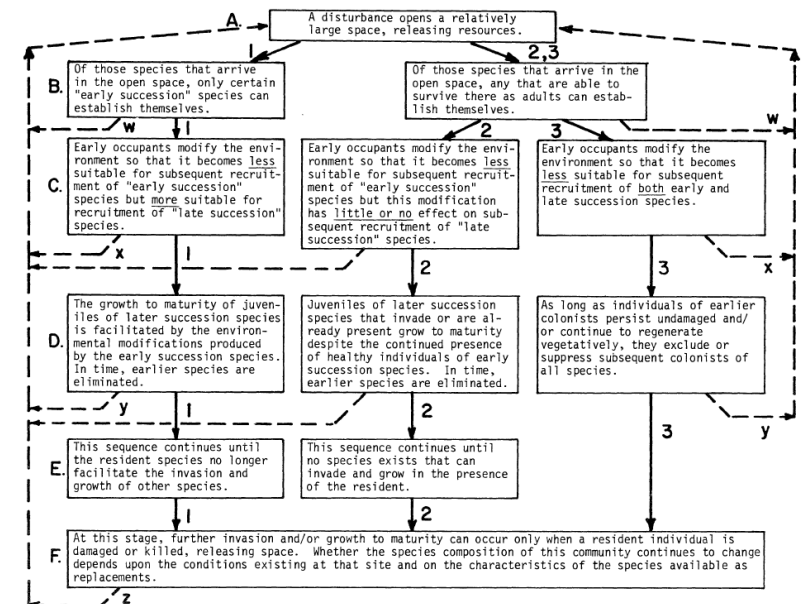 A.
A disturbance opens a relatively
large space, releasing resources.
1
2,3
B.
Of those species that arrive
in the open space, only certain
"early succession" species can
establish themselves.
Of those species that arrive in the
open space, any that are able to
survive there as adults can estab-
lish themselves.
w
1
2
3
w
C.
Early occupants modify the envi-
ronment so that it becomes less
suitable for subsequent recruit-
ment of "early succession"
species but more suitable for
recruitment of "late succession"
species.
Early occupants modify the envi-
ronment so that it becomes less
suitable for subsequent recruit-
ment of "early succession"
species but this modification
has little or no effect on sub-
sequent recruitment of "late
succession" species.
Early occupants modify the
environment so that it becomes
less suitable for subsequent
recruitment of both early and
late succession species.
x
1
2
3
x
D.
The growth to maturity of juven-
iles of later succession species
is facilitated by the environ-
mental modifications produced
by the early succession species.
In time, earlier species are
eliminated.
Juveniles of later succession
species that invade or are al-
ready present grow to maturity
despite the continued presence
of healthy individuals of early
succession species. In time,
earlier species are eliminated.
As long as individuals of earlier
colonists persist undamaged and/
or continue to regenerate
vegetatively, they exclude or
suppress subsequent colonists of
all species.
y
1
2
3
y
E.
This sequence continues until
the resident species no longer
facilitate the invasion and
growth of other species.
This sequence continues until
no species exists that can
invade and grow in the presence
of the resident.
1
2
F.
At this stage, further invasion and/or growth to maturity can occur only when a resident individual is
damaged or killed, releasing space. Whether the species composition of this community continues to change
depends upon the conditions existing at that site and on the characteristics of the species available as
replacements.
z